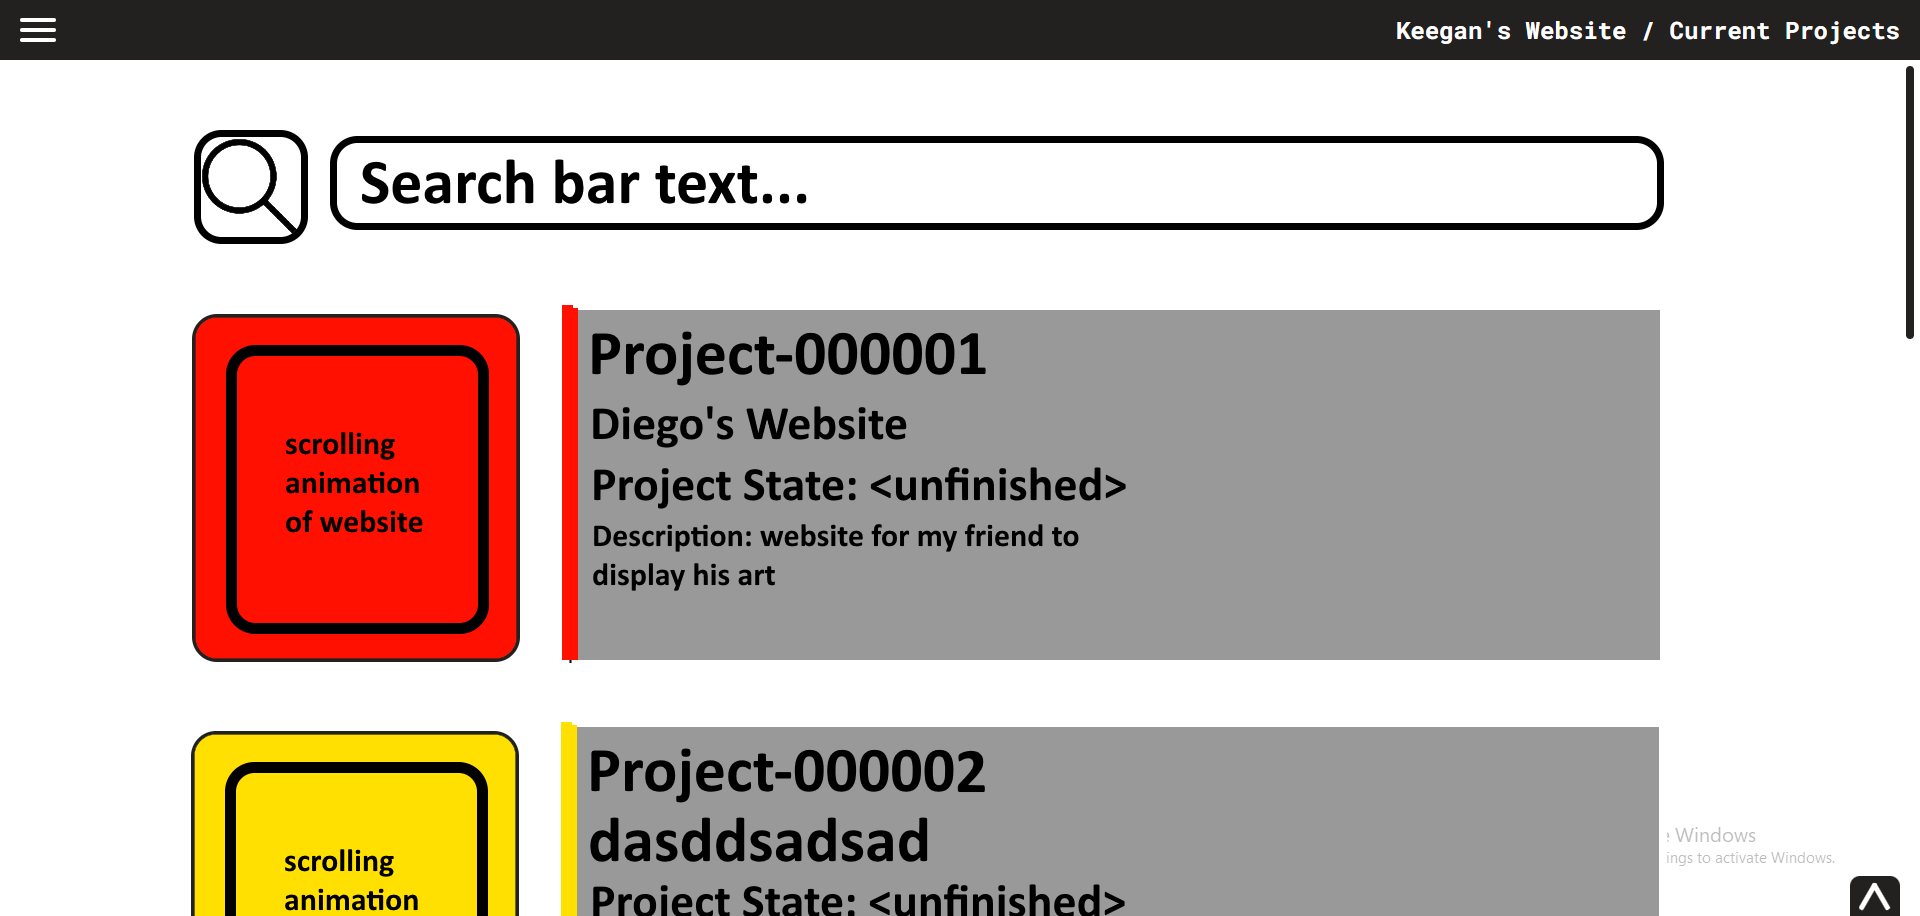 Keegan's Website / Current Projects
Search bar text...
scrolling
animation
of website
Project-000001
Diego's Website
Project State: <unfinished>
Description: website for my friend to
display his art
scrolling
animation
Project-000002
dasddsadsad
Project State: <unfinished>
Windows
ings to activate Windows.